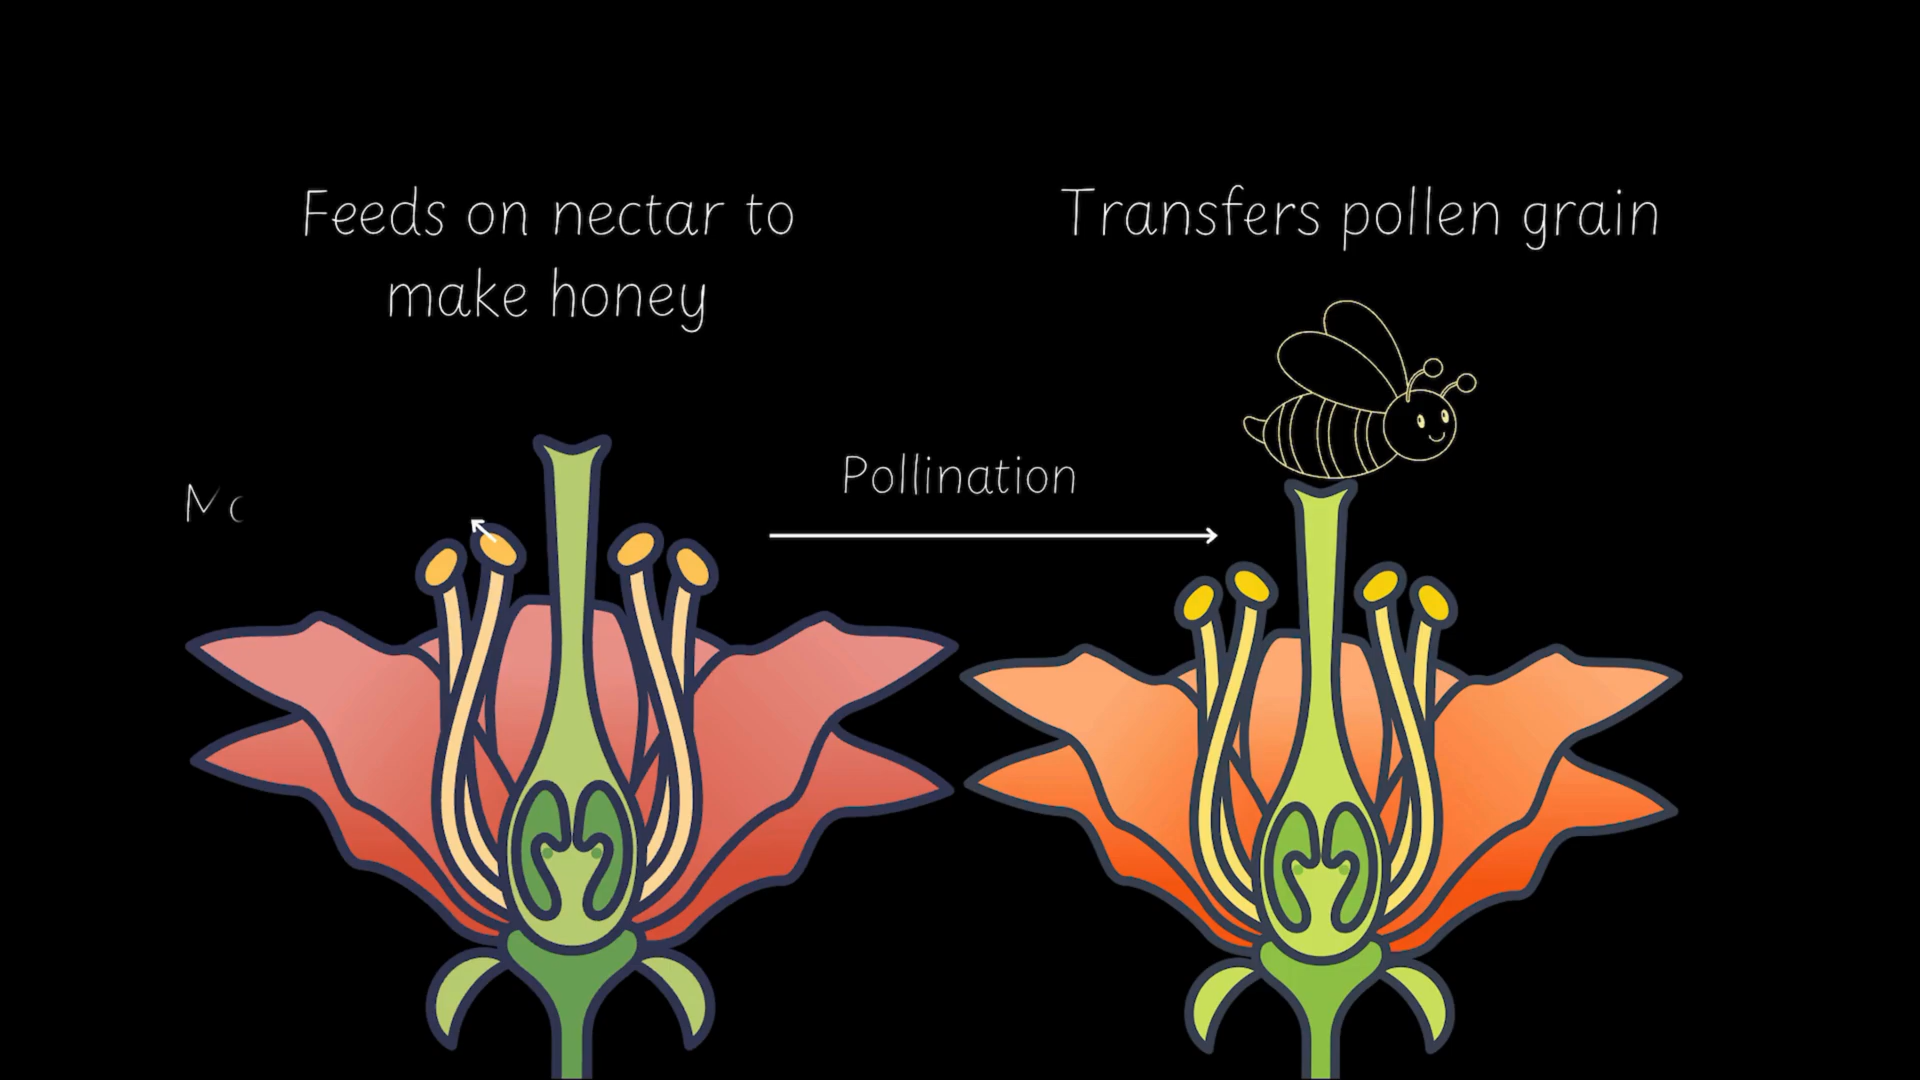 Feeds on nectar to
make honey
Transfers pollen grain
Pollination